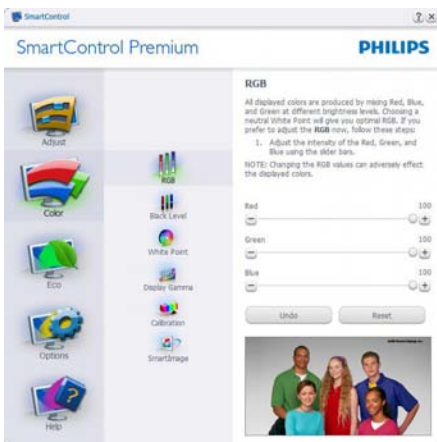 SmartControl
SmartControl Premium
PHILIPS
Adjust
Color
Eco
Options
Help
RGB
Black Level
White Point
Display Gamma
Calibration
SmartImage
RGB
All displayed colors are produced by mixing Red, Blue,
and Green at different brightness levels. Choosing a
neutral White Point will give you optimal RGB. If you
prefer to adjust the RGB now, follow these steps:
1. Adjust the intensity of the Red, Green, and
Blue using the slider bars.
NOTE: Changing the RGB values can adversely effect
the displayed colors.
Red 100
Green 100
Blue 100
Undo Reset